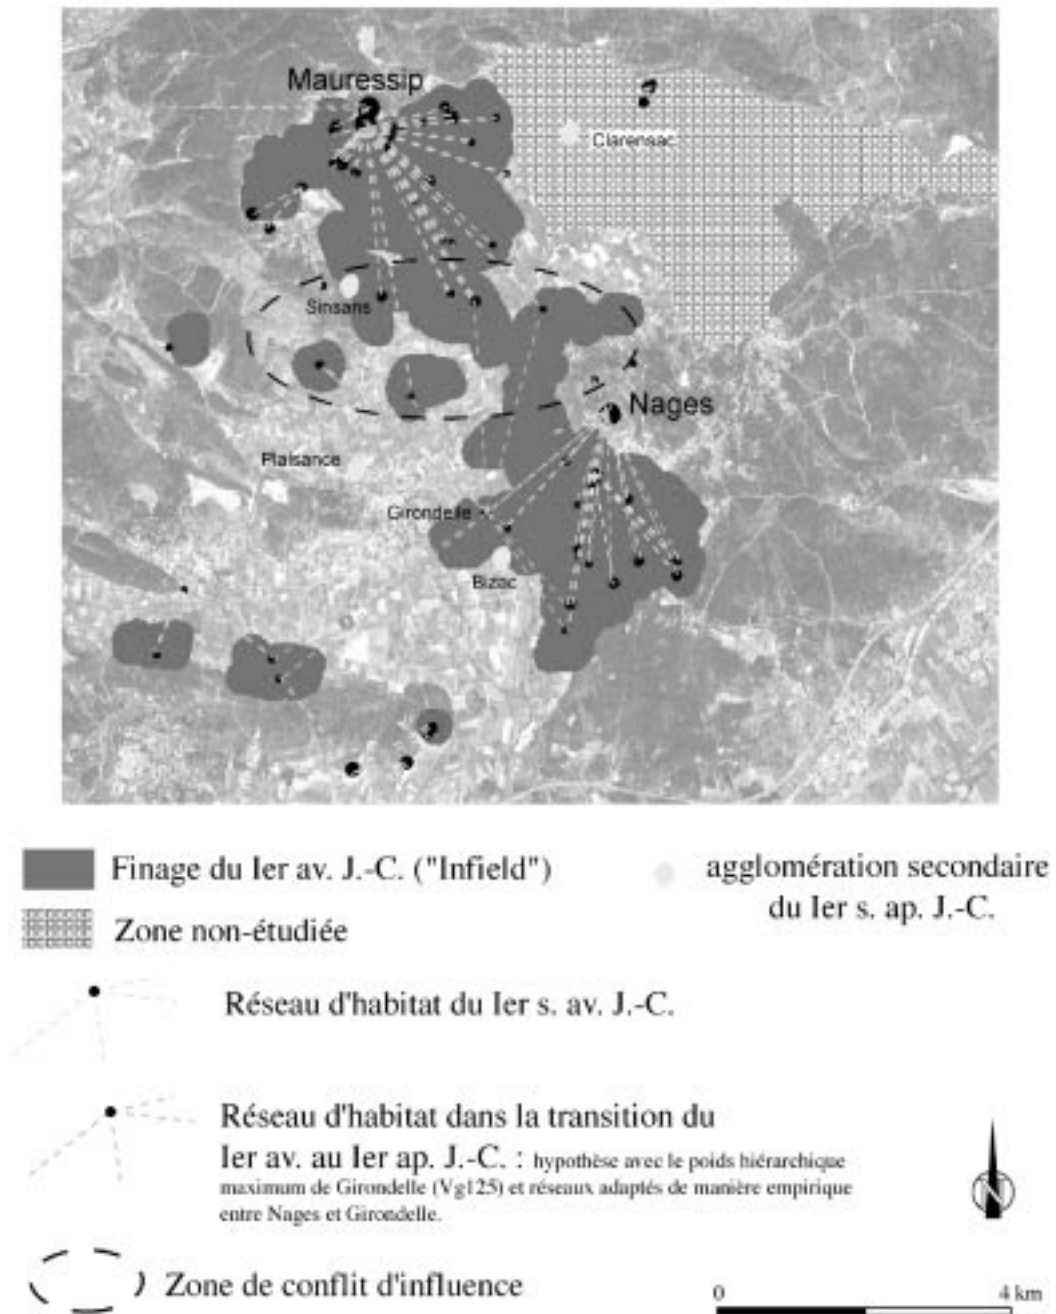 Mauressip
Clarensac
Sinsans
Nages
Plaisance
Girondelle
Bizac
Finage du Ier av. J.-C. ("Infield")
agglomération secondaire
du Ier s. ap. J.-C.
Zone non-étudiée
Réseau d'habitat du Ier s. av. J.-C.
Réseau d'habitat dans la transition du
Ier av. au Ier ap. J.-C. : hypothèse avec le poids hiérarchique
maximum de Girondelle (Vg125) et réseaux adaptés de manière empirique
entre Nages et Girondelle.
N
Zone de conflit d'influence
0 4 km